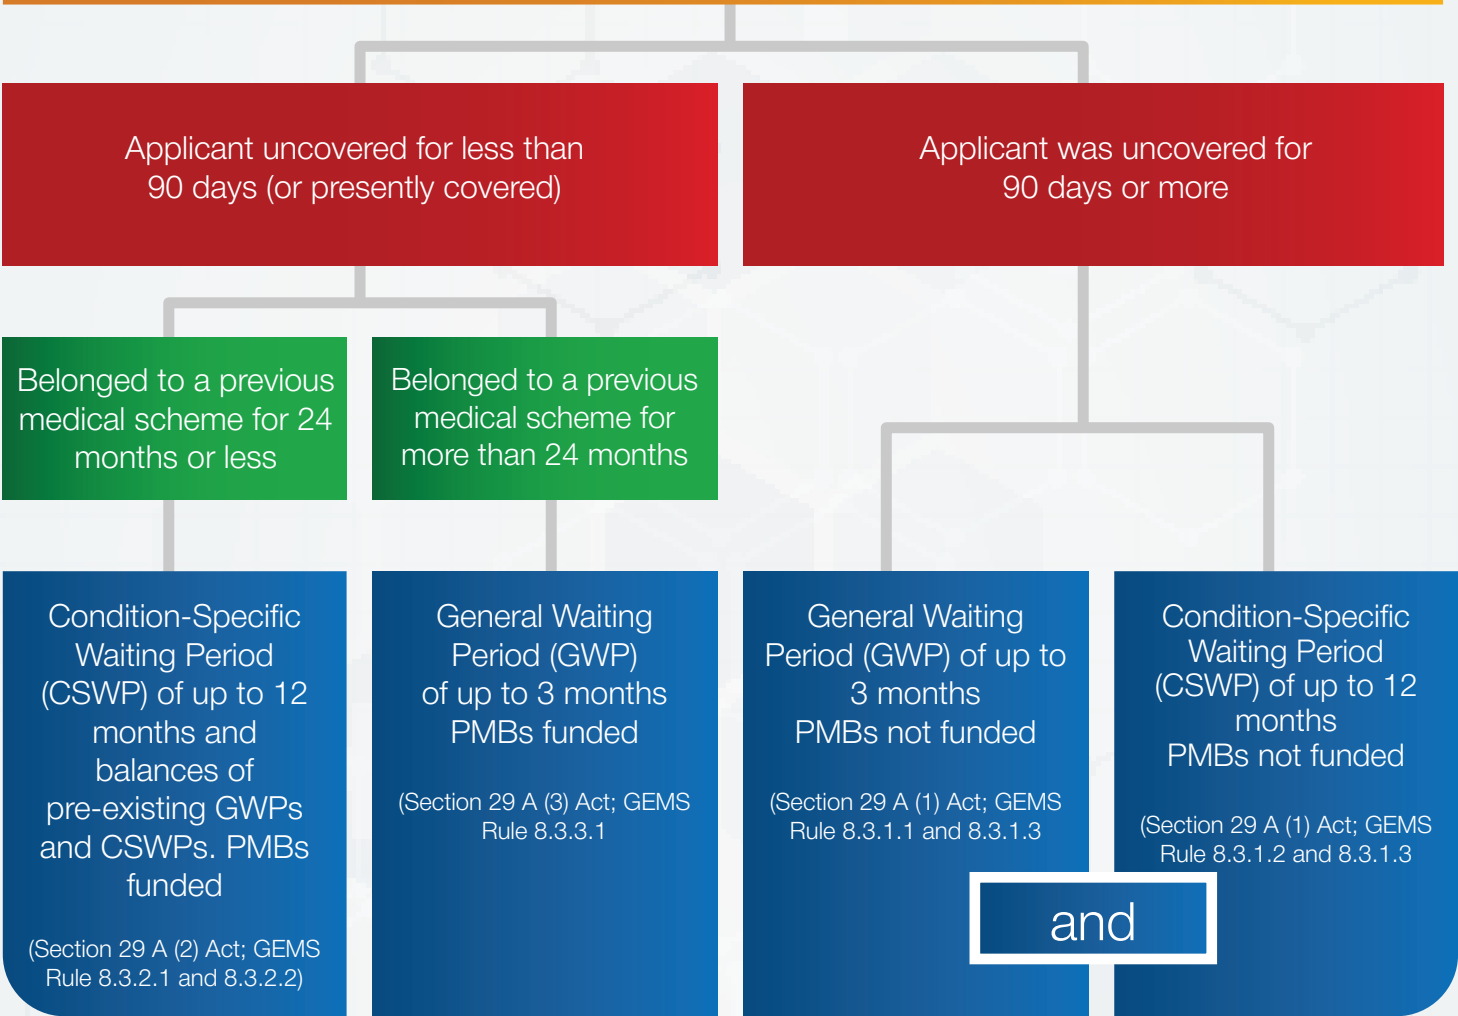 Applicant uncovered for less than
90 days (or presently covered)
Applicant was uncovered for
90 days or more
Belonged to a previous
medical scheme for 24
months or less
Belonged to a previous
medical scheme for
more than 24 months
Condition-Specific
Waiting Period
(CSWP) of up to 12
months and
balances of
pre-existing GWPs
and CSWPs. PMBs
funded
(Section 29 A (2) Act; GEMS
Rule 8.3.2.1 and 8.3.2.2)
General Waiting
Period (GWP)
of up to 3 months
PMBs funded
(Section 29 A (3) Act; GEMS
Rule 8.3.3.1
General Waiting
Period (GWP) of up to
3 months
PMBs not funded
(Section 29 A (1) Act; GEMS
Rule 8.3.1.1 and 8.3.1.3
and
Condition-Specific
Waiting Period
(CSWP) of up to 12
months
PMBs not funded
(Section 29 A (1) Act; GEMS
Rule 8.3.1.2 and 8.3.1.3